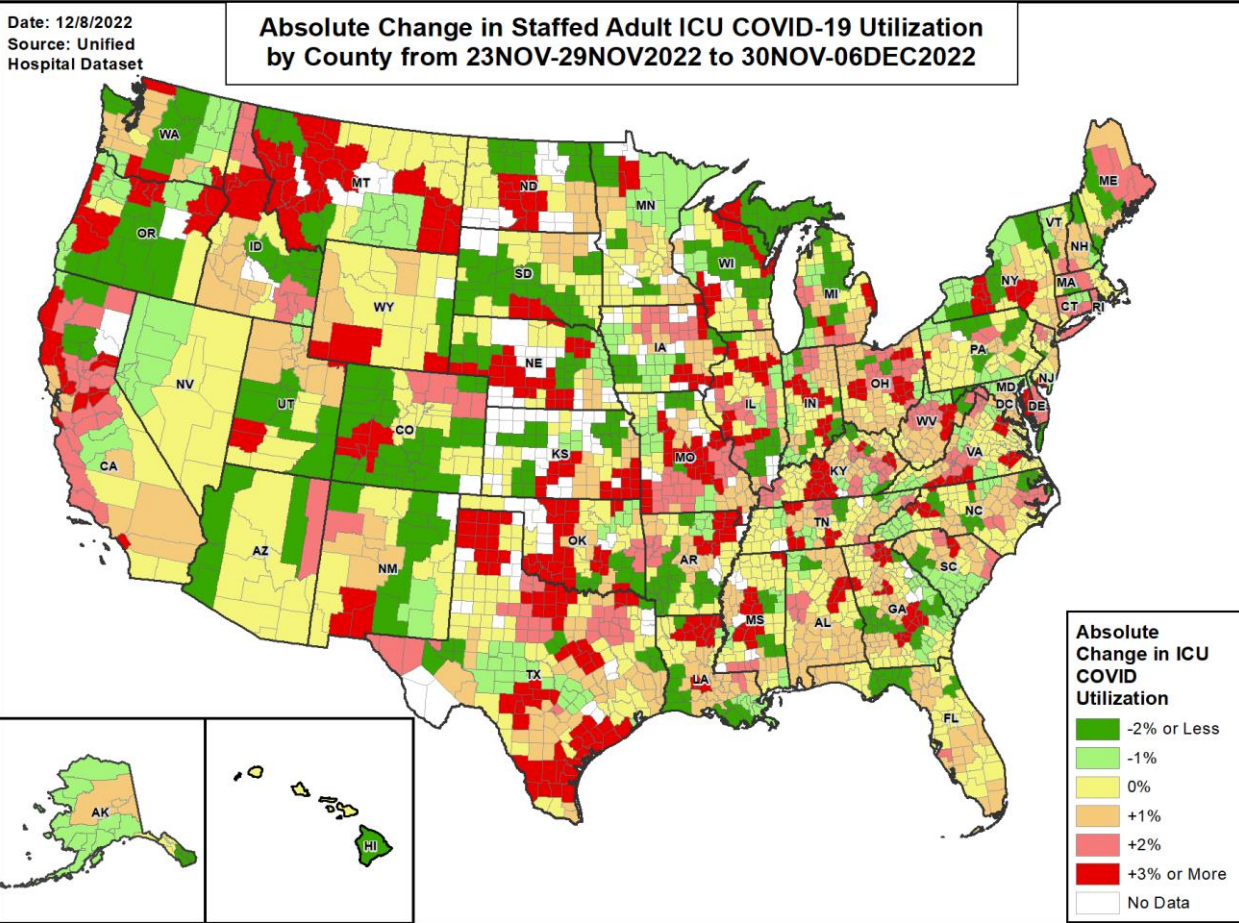 Date: 12/8/2022
Source: Unified
Hospital Dataset
Absolute Change in Staffed Adult ICU COVID-19 Utilization
by County from 23NOV-29NOV2022 to 30NOV-06DEC2022
WA
MT
ND
MN
ME
OR
ID
SD
WI
MI
VT
NH
NY
MA
CT
RI
WY
IA
NE
PA
NJ
NV
UT
CO
IL
IN
OH
MD
DC
DE
WV
VA
CA
KS
MO
KY
AZ
NM
OK
AR
TN
NC
SC
MS
AL
GA
TX
LA
FL
AK
HI
Absolute
Change in ICU
COVID
Utilization
-2% or Less
-1%
0%
+1%
+2%
+3% or More
No Data